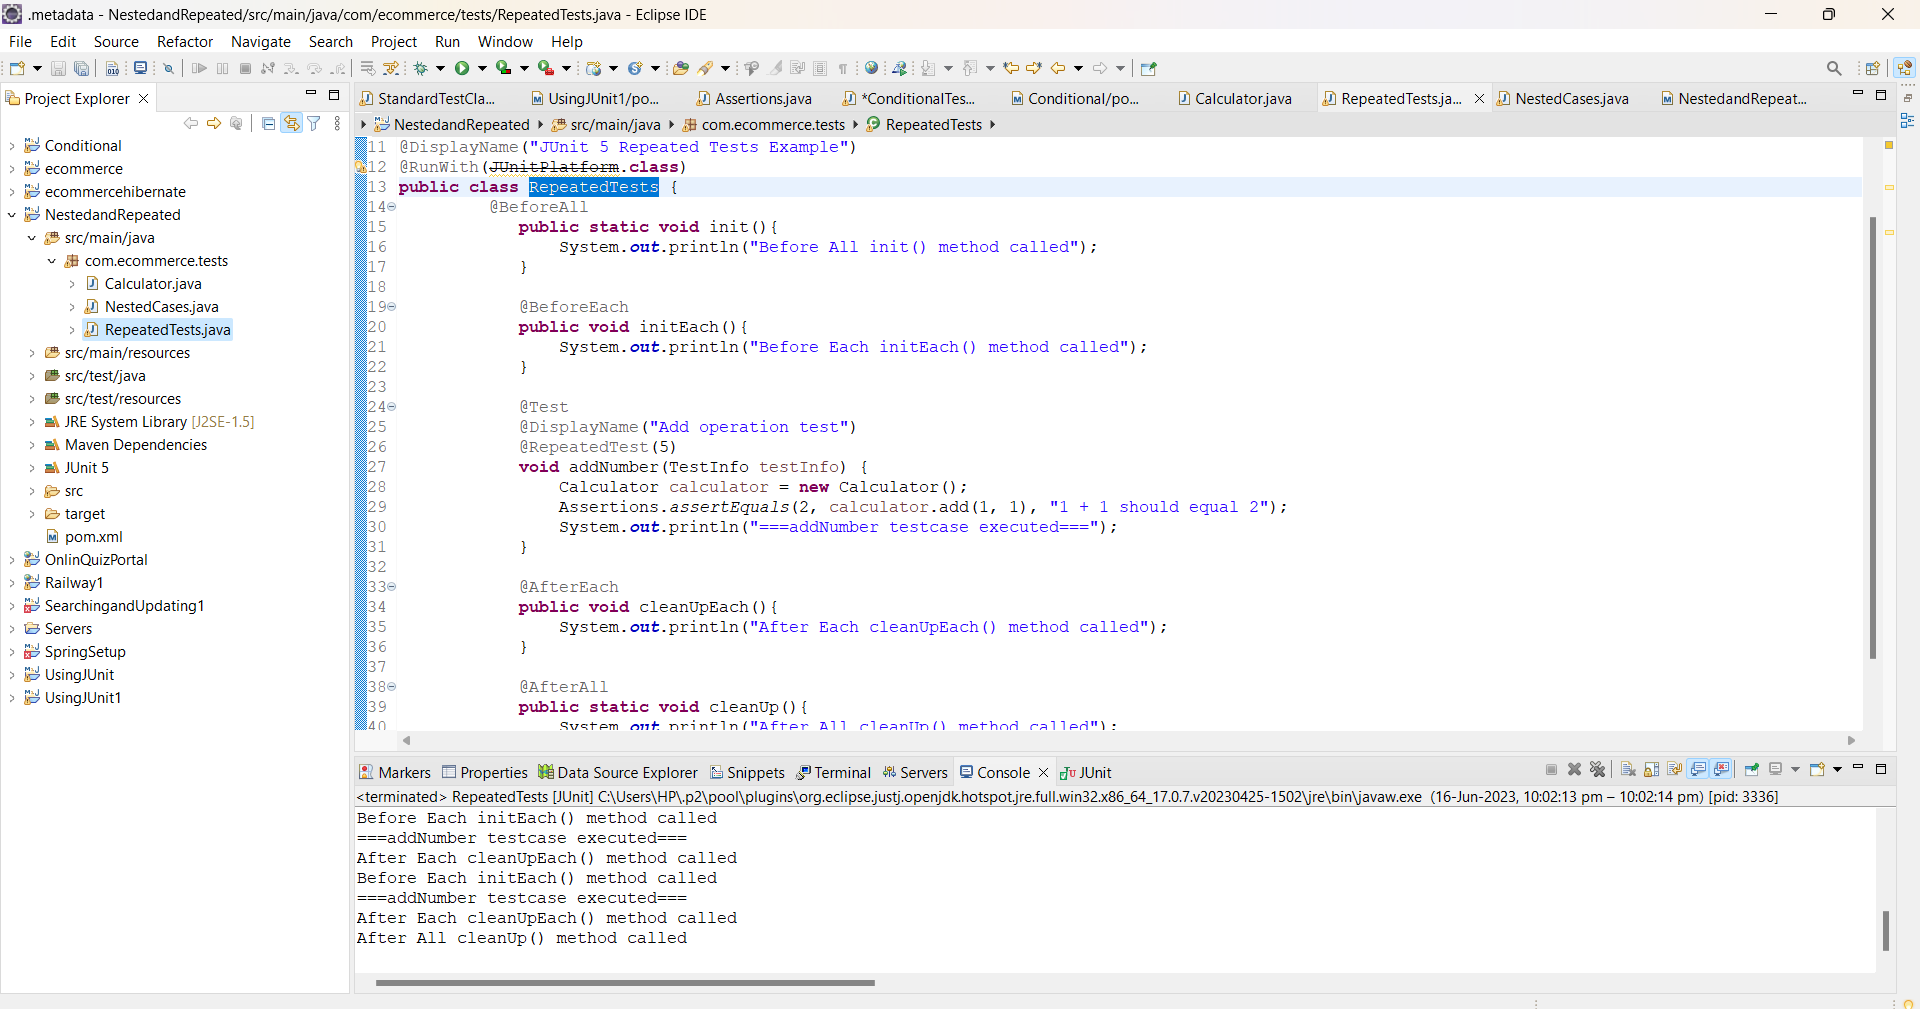 .metadata - NestedandRepeated/src/main/java/com/ecommerce/tests/RepeatedTests.java - Eclipse IDE
File Edit Source Refactor Navigate Search Project Run Window Help
Project Explorer
Conditional
ecommerce
ecommercehibernate
NestedandRepeated
src/main/java
com.ecommerce.tests
Calculator.java
NestedCases.java
RepeatedTests.java
src/main/resources
src/test/java
src/test/resources
JRE System Library [J2SE-1.5]
Maven Dependencies
JUnit 5
src
target
pom.xml
OnlinQuizPortal
Railway1
SearchingandUpdating1
Servers
SpringSetup
UsingJUnit
UsingJUnit1
StandardTestCla... UsingJUnit1/po... Assertions.java *ConditionalTes... Conditional/po... Calculator.java RepeatedTests.ja... NestedCases.java NestedandRepeat...
NestedandRepeated src/main/java com.ecommerce.tests RepeatedTests
11 @DisplayName("JUnit 5 Repeated Tests Example")
12 @RunWith(JUnitPlatform.class)
13 public class RepeatedTests {
14 @BeforeAll
15 public static void init(){
16 System.out.println("Before All init() method called");
17 }
18
19 @BeforeEach
20 public void initEach(){
21 System.out.println("Before Each initEach() method called");
22 }
23
24 @Test
25 @DisplayName("Add operation test")
26 @RepeatedTest(5)
27 void addNumber(TestInfo testInfo) {
28 Calculator calculator = new Calculator();
29 Assertions.assertEquals(2, calculator.add(1, 1), "1 + 1 should equal 2");
30 System.out.println("===addNumber testcase executed===");
31 }
32
33 @AfterEach
34 public void cleanUpEach(){
35 System.out.println("After Each cleanUpEach() method called");
36 }
37
38 @AfterAll
39 public static void cleanUp(){
40 System.out.println("After All cleanUp() method called");
Markers Properties Data Source Explorer Snippets Terminal Servers Console JUnit
<terminated> RepeatedTests [JUnit] C:\Users\HP\.p2\pool\plugins\org.eclipse.justj.openjdk.hotspot.jre.full.win32.x86_64_17.0.7.v20230425-1502\jre\bin\javaw.exe (16-Jun-2023, 10:02:13 pm – 10:02:14 pm) [pid: 3336]
Before Each initEach() method called
===addNumber testcase executed===
After Each cleanUpEach() method called
Before Each initEach() method called
===addNumber testcase executed===
After Each cleanUpEach() method called
After All cleanUp() method called